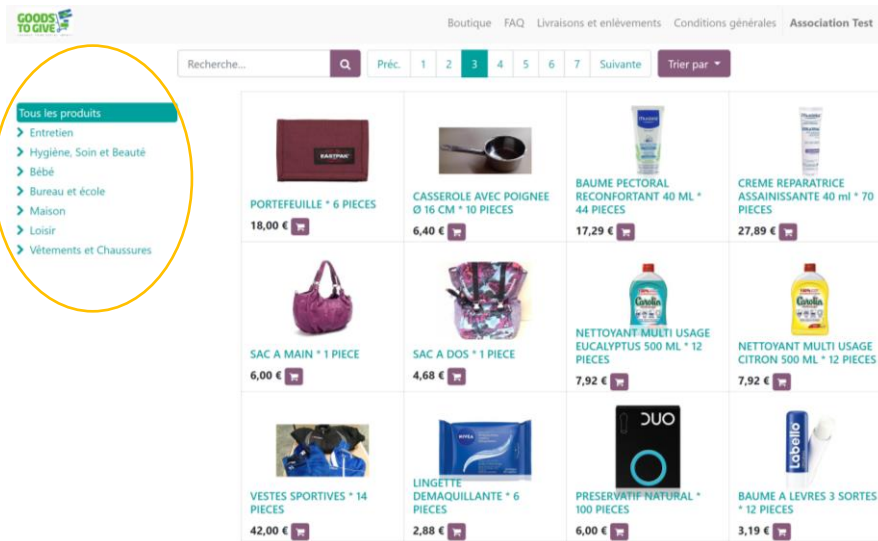 GOODS
TO GIVE
Boutique FAQ Livraisons et enlèvements Conditions générales Association Test
Recherche... Préc. 1 2 3 4 5 6 7 Suivante Trier par
Tous les produits
Entretien
Hygiène, Soin et Beauté
Bébé
Bureau et école
Maison
Loisir
Vêtements et Chaussures
EASTPAK
PORTEFEUILLE * 6 PIECES
18,00 €
CASSEROLE AVEC POIGNEE
Ø 16 CM * 10 PIECES
6,40 €
BAUME PECTORAL
RECONFORTANT 40 ML *
44 PIECES
17,29 €
CREME REPARATRICE
ASSAINISSANTE 40 ml * 70
PIECES
27,89 €
SAC A MAIN * 1 PIECE
6,00 €
SAC A DOS * 1 PIECE
4,68 €
Carolin
NETTOYANT MULTI USAGE
EUCALYPTUS 500 ML * 12
PIECES
7,92 €
Carolin
NETTOYANT MULTI USAGE
CITRON 500 ML * 12 PIECES
7,92 €
VESTES SPORTIVES * 14
PIECES
42,00 €
NIVEA
LINGETTE
DEMAQUILLANTE * 6
PIECES
2,88 €
DUO
PRESERVATIF NATURAL *
100 PIECES
6,00 €
Labello
BAUME A LEVRES 3 SORTES
* 12 PIECES
3,19 €